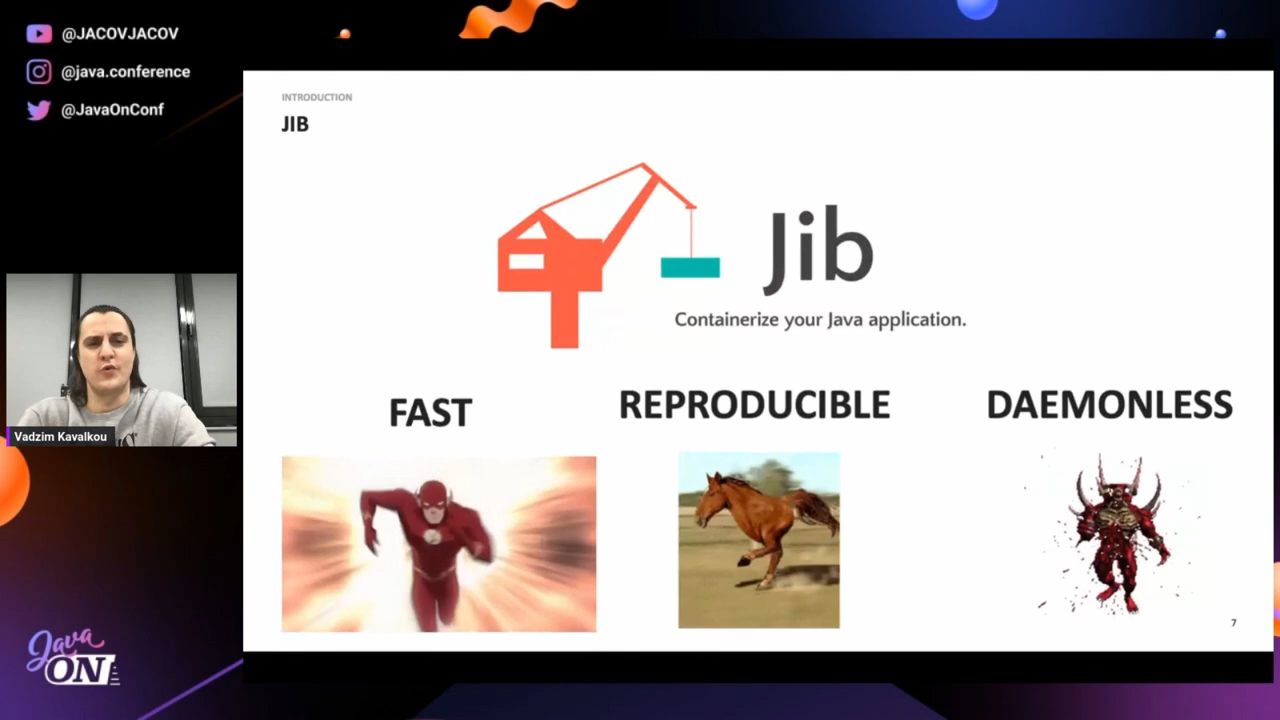 @JACOVJACOV
@java.conference
@JavaOnConf
INTRODUCTION
JIB
Jib
Containerize your Java application.
FAST
REPRODUCIBLE
DAEMONLESS
Vadzim Kavalkou
Java
ON
7